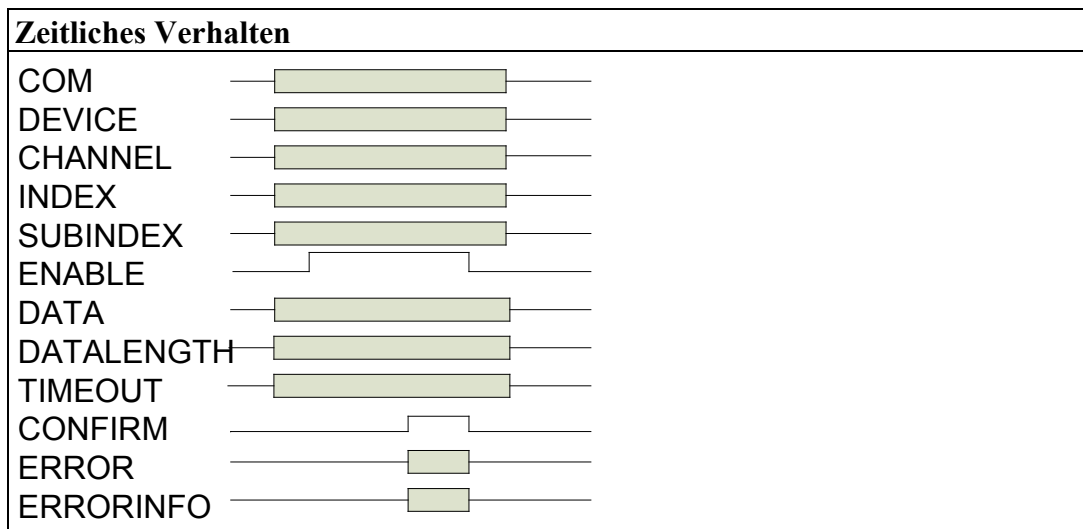 Zeitliches Verhalten
COM
DEVICE
CHANNEL
INDEX
SUBINDEX
ENABLE
DATA
DATALENGTH
TIMEOUT
CONFIRM
ERROR
ERRORINFO